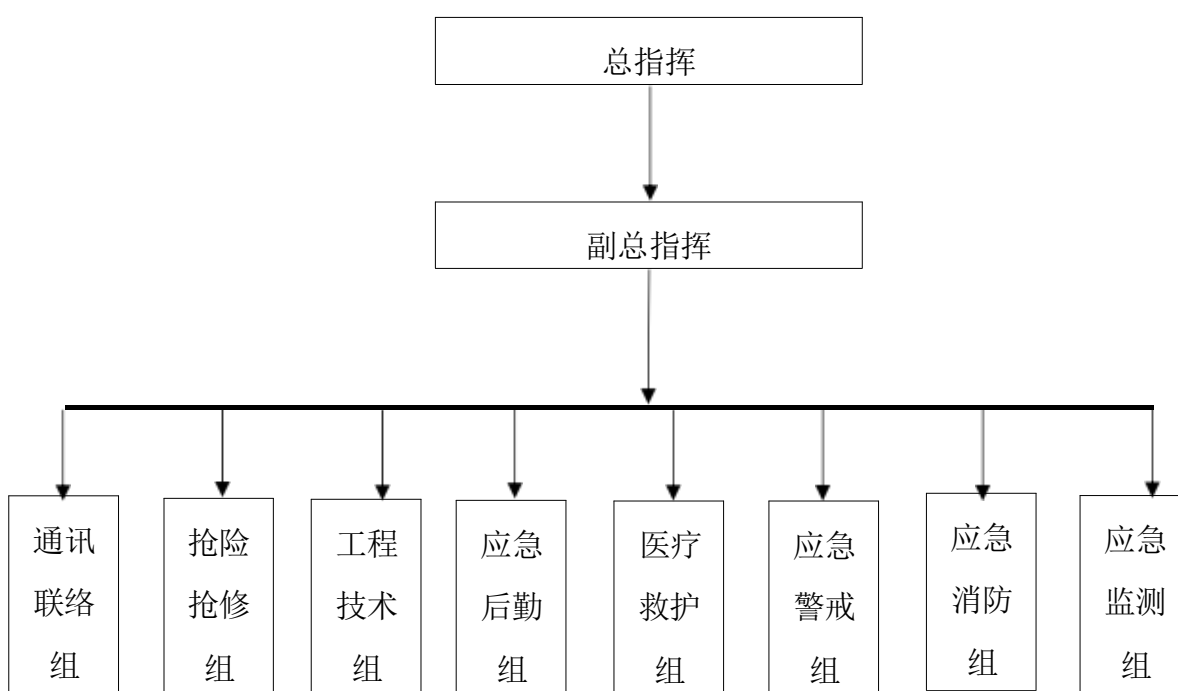 总指挥
副总指挥
通讯
联络
组
抢险
抢修
组
工程
技术
组
应急
后勤
组
医疗
救护
组
应急
警戒
组
应急
消防
组
应急
监测
组